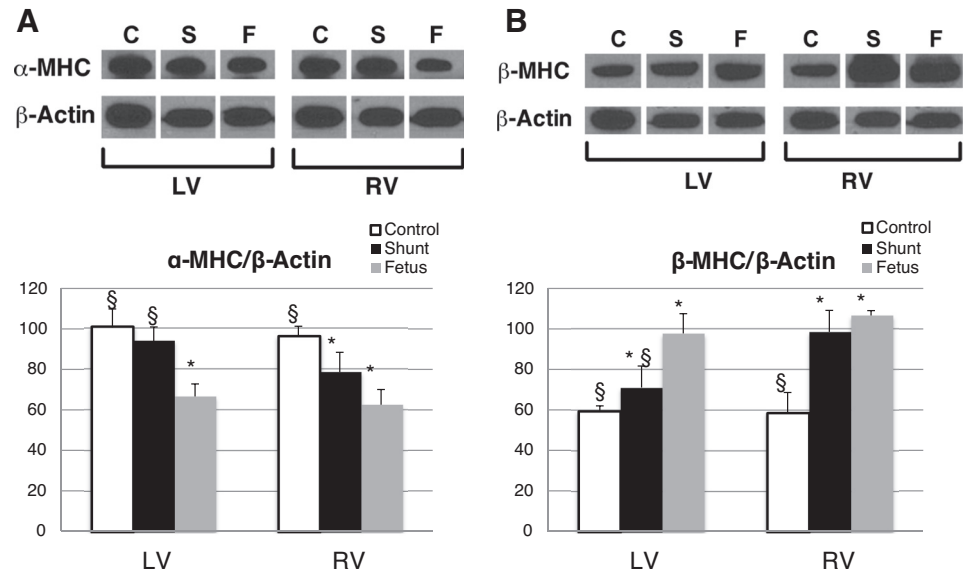 A
C S F C S F
α-MHC
β-Actin
LV RV
B
C S F C S F
β-MHC
β-Actin
LV RV
Control
Shunt
Fetus
α-MHC/β-Actin
120
100
80
60
40
20
0
§ § * § * *
LV RV
Control
Shunt
Fetus
β-MHC/β-Actin
120
100
80
60
40
20
0
§ * § * § * *
LV RV